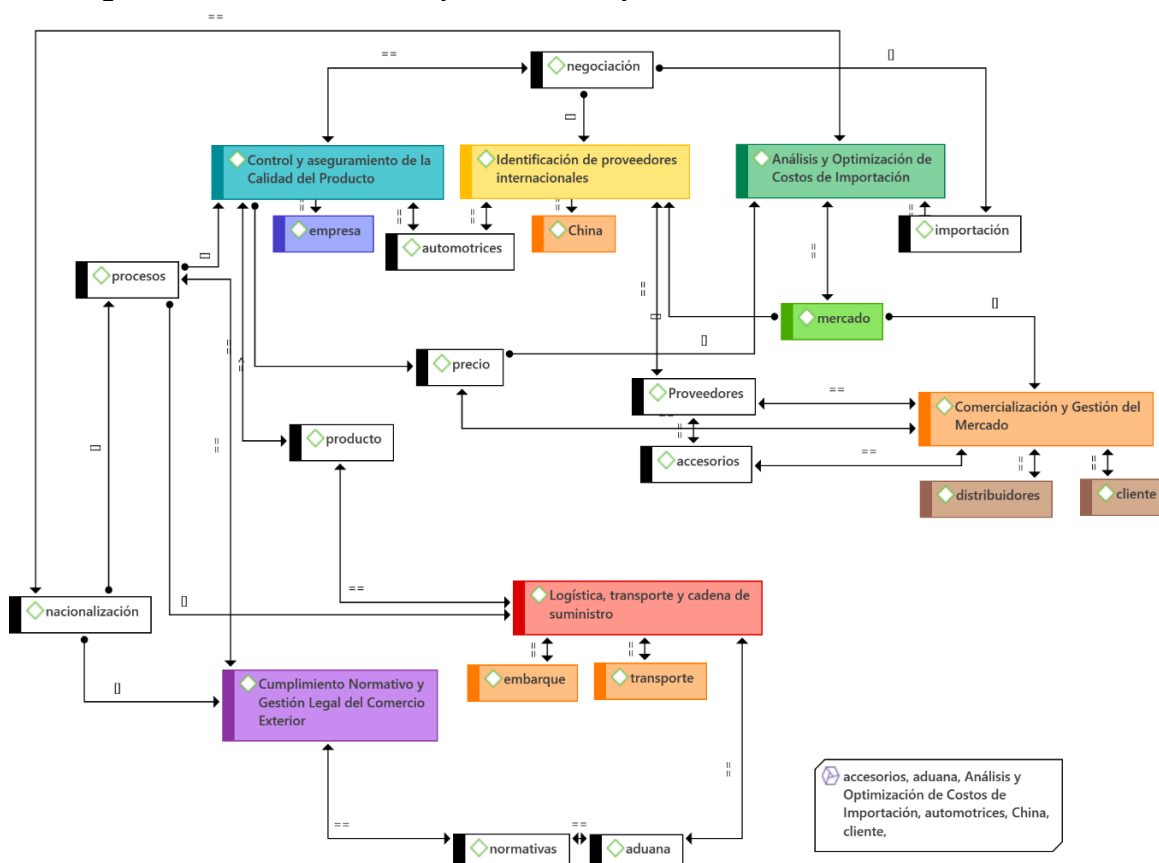 ==
==
negociación
[]
[]
Control y aseguramiento de la
Calidad del Producto
Identificación de proveedores
internacionales
Análisis y Optimización de
Costos de Importación
==
==
==
==
==
empresa
automotrices
China
importación
[]
procesos
==
==
[]
[]
mercado
[]
==
precio
Proveedores
==
==
==
Comercialización y Gestión del
Mercado
producto
accesorios
==
==
==
==
[]
distribuidores
cliente
==
nacionalización
[]
Logística, transporte y cadena de
suministro
==
==
embarque
transporte
[]
Cumplimiento Normativo y
Gestión Legal del Comercio
Exterior
==
accesorios, aduana, Análisis y
Optimización de Costos de
Importación, automotrices, China,
cliente,
==
==
normativas
aduana